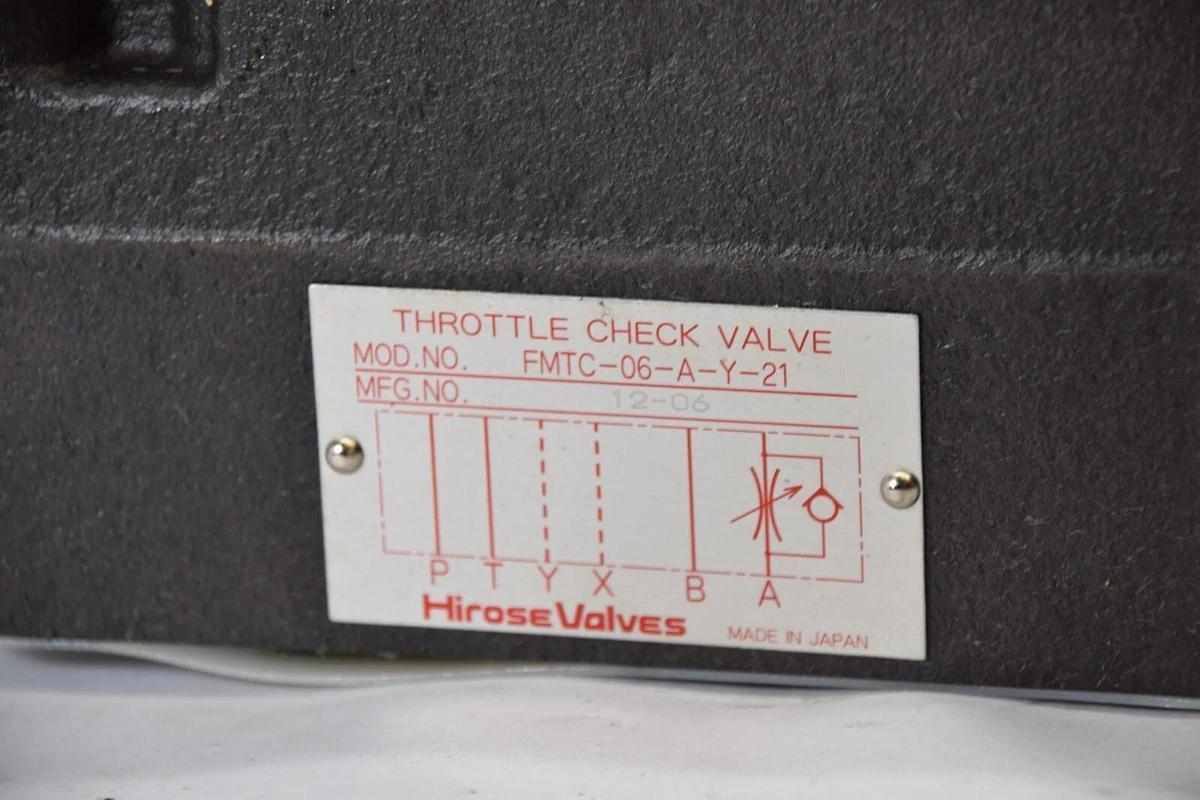 THROTTLE CHECK VALVE
MOD.NO. FMTC-06-A-Y-21
MFG.NO. 12-06
P T Y X B A
HiroseValves MADE IN JAPAN